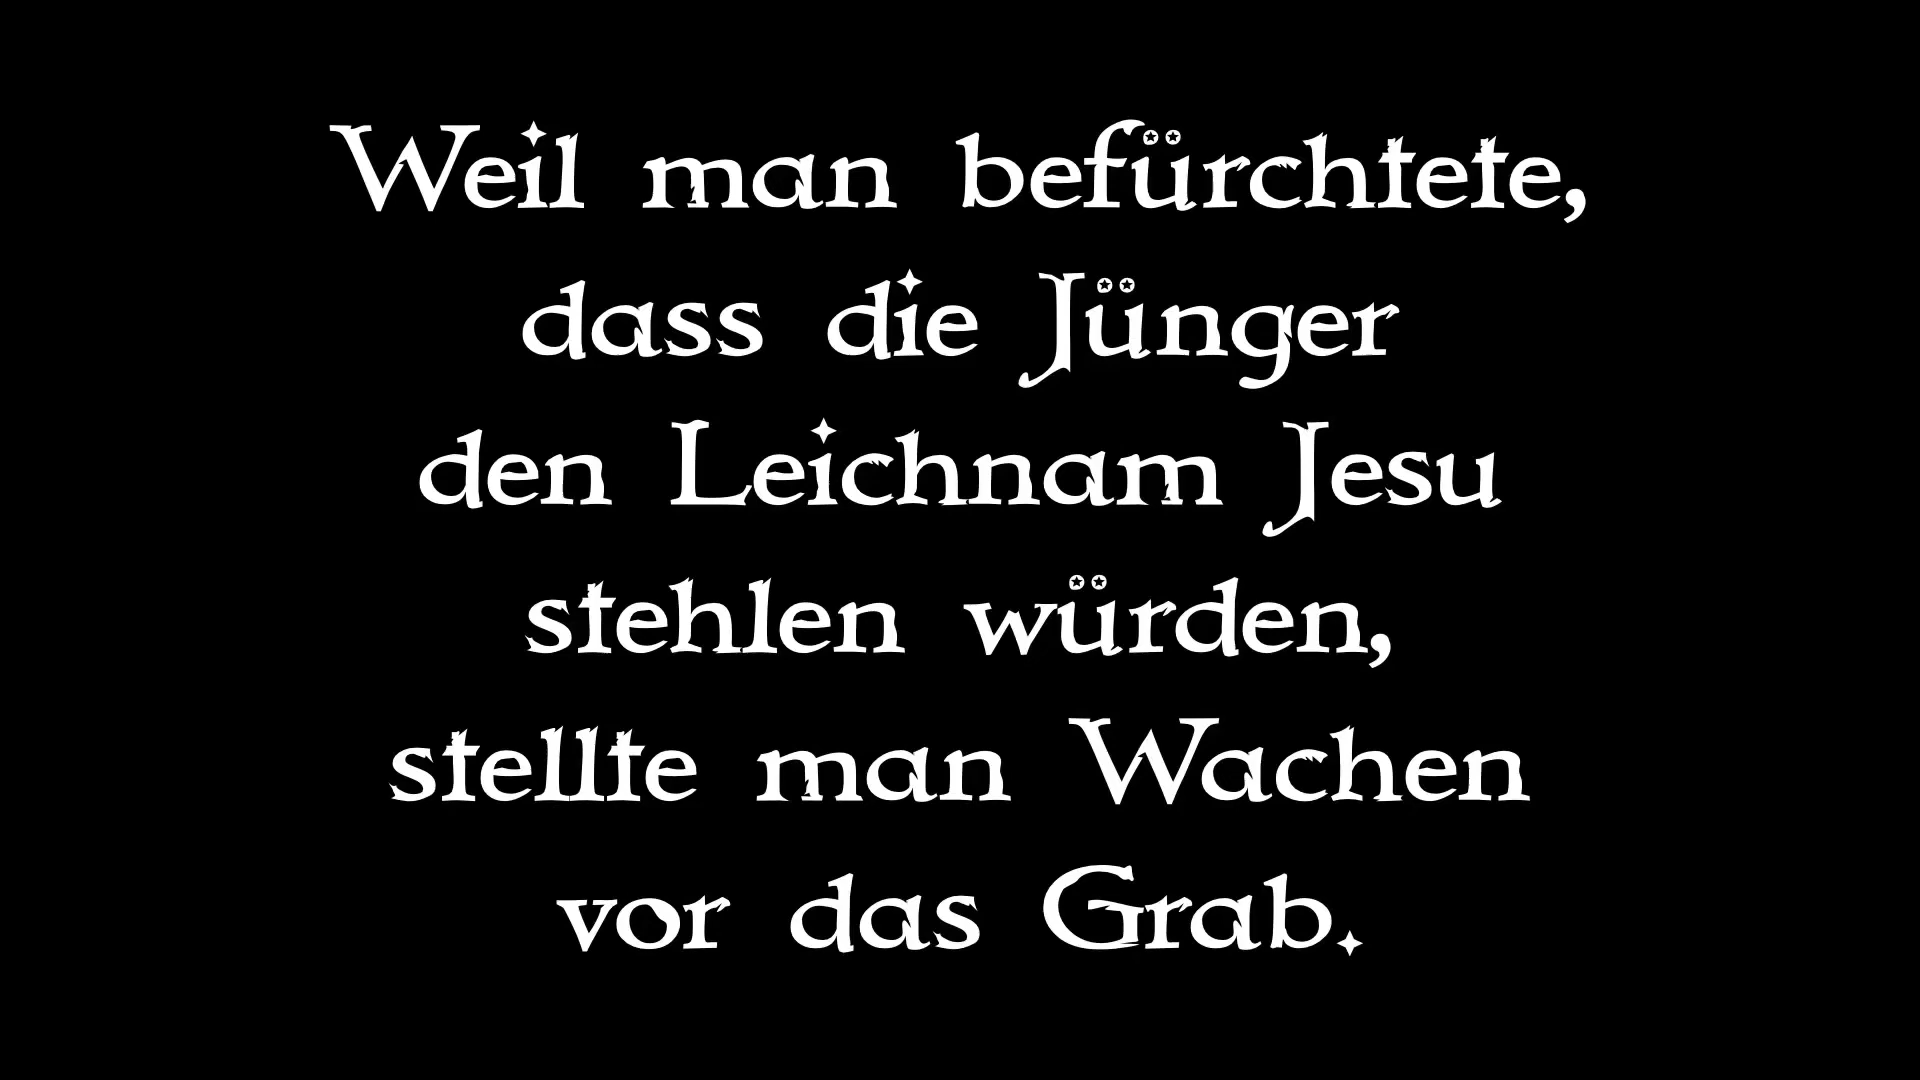 Weil man befürchtete,
dass die Jünger
den Leichnam Jesu
stehlen würden,
stellte man Wachen
vor das Grab.